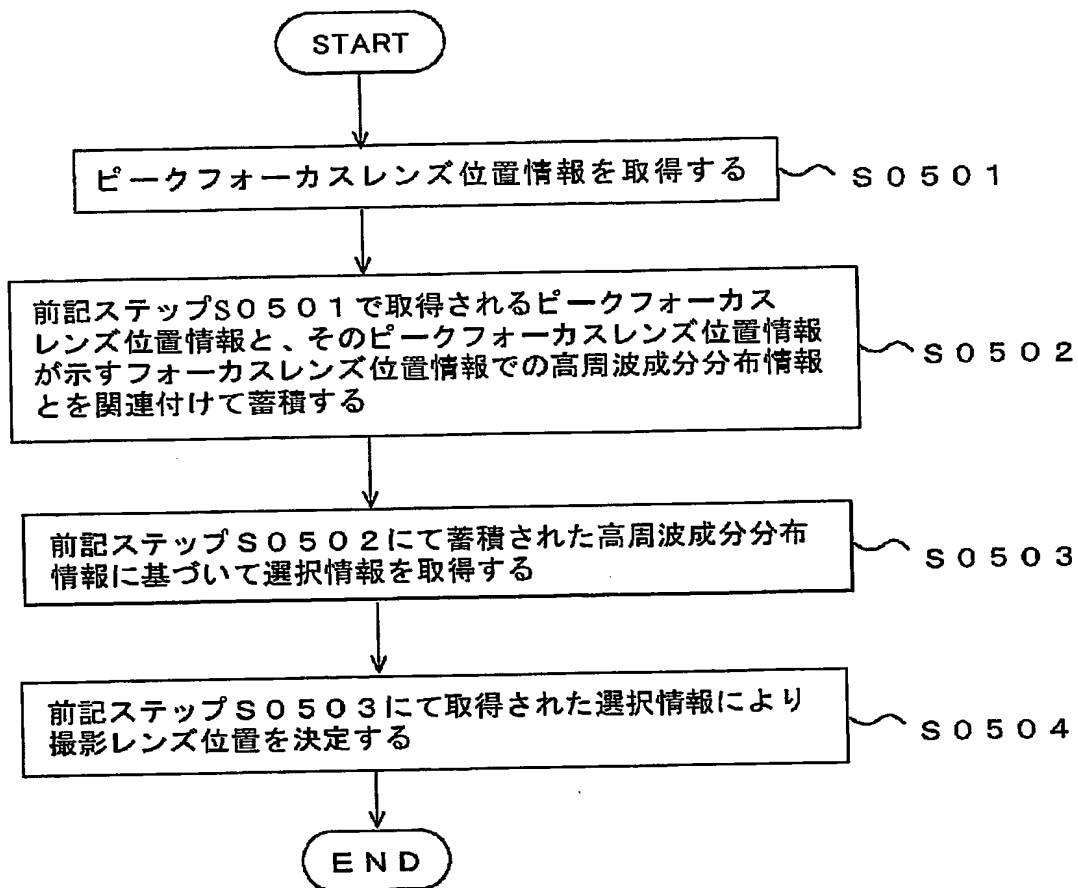 START
ピークフォーカスレンズ位置情報を取得する
S0501
前記ステップS0501で取得されるピークフォーカス
レンズ位置情報と、そのピークフォーカスレンズ位置情報
が示すフォーカスレンズ位置情報での高周波成分分布情報
とを関連付けて蓄積する
S0502
前記ステップS0502にて蓄積された高周波成分分布
情報に基づいて選択情報を取得する
S0503
前記ステップS0503にて取得された選択情報により
撮影レンズ位置を決定する
S0504
END